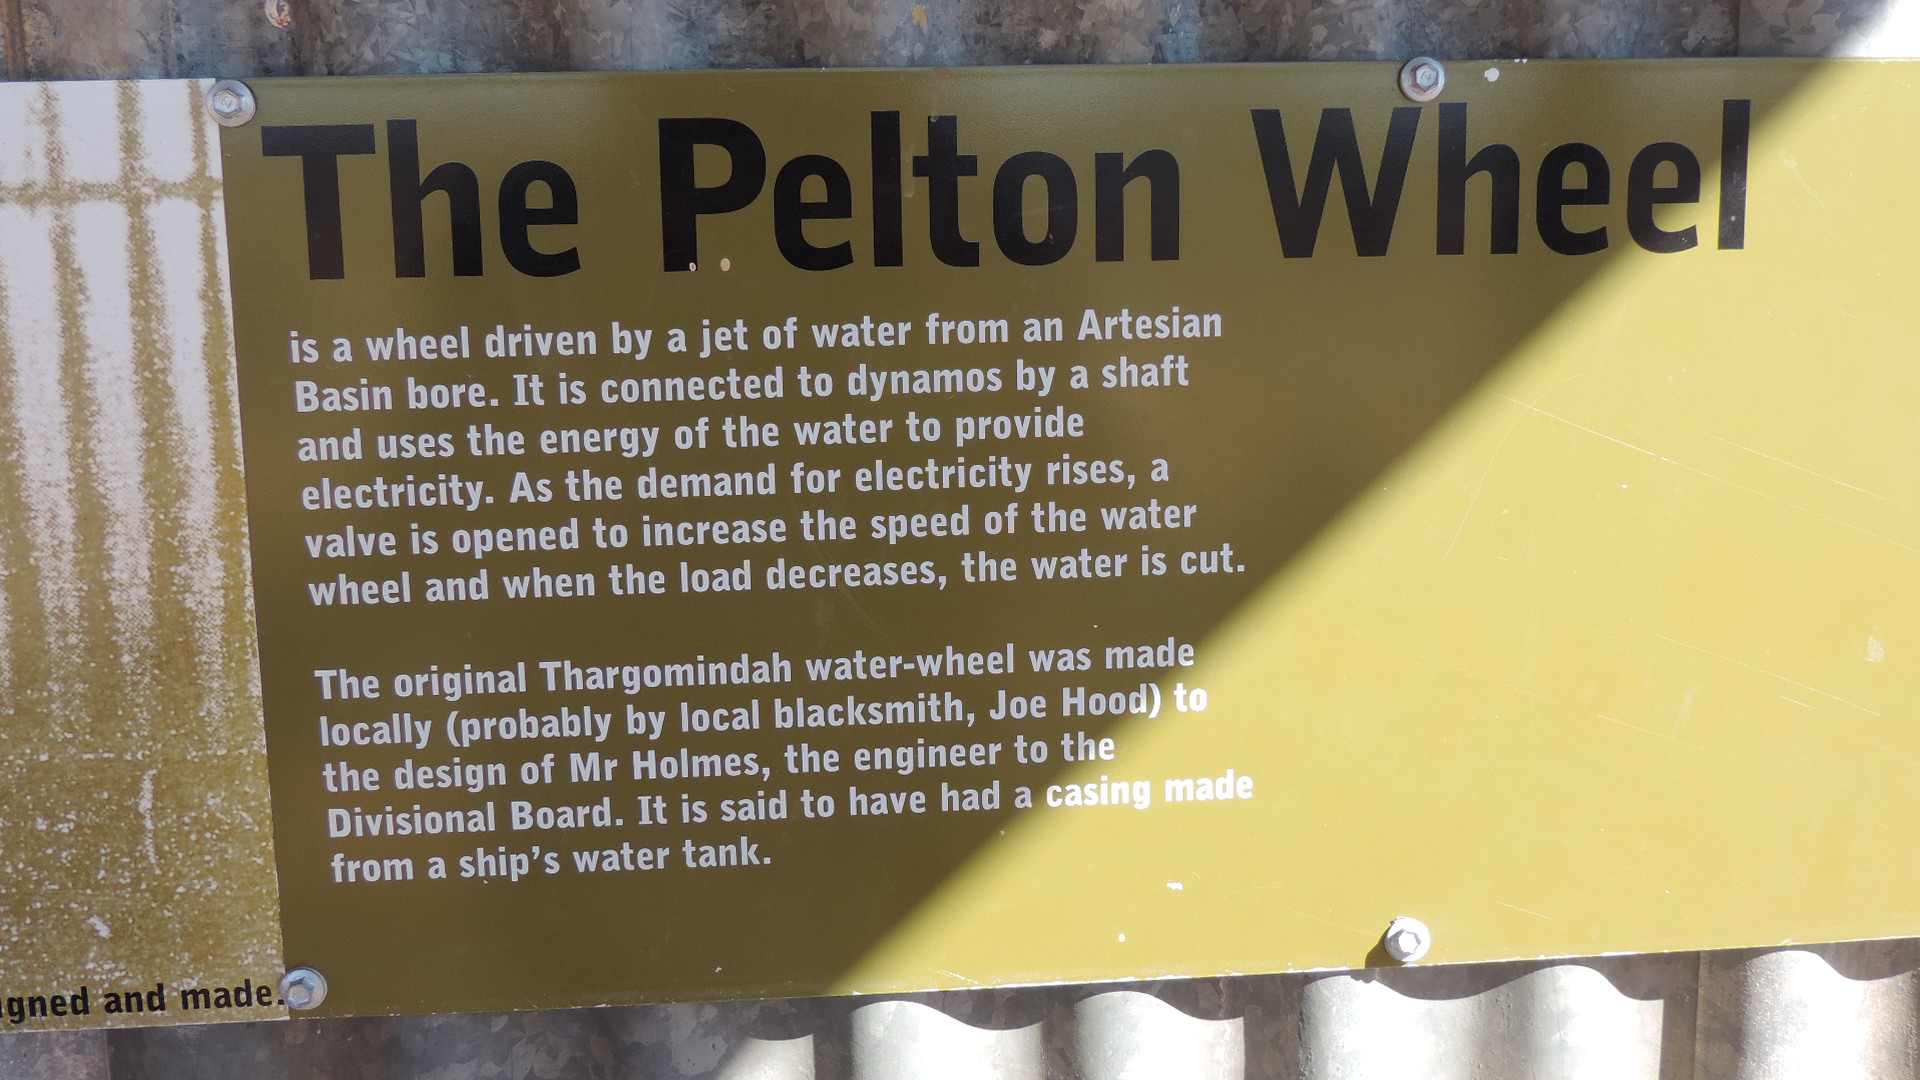 The Pelton Wheel
is a wheel driven by a jet of water from an Artesian
Basin bore. It is connected to dynamos by a shaft
and uses the energy of the water to provide
electricity. As the demand for electricity rises, a
valve is opened to increase the speed of the water
wheel and when the load decreases, the water is cut.
The original Thargomindah water-wheel was made
locally (probably by local blacksmith, Joe Hood) to
the design of Mr Holmes, the engineer to the
Divisional Board. It is said to have had a casing made
from a ship's water tank.
and made.